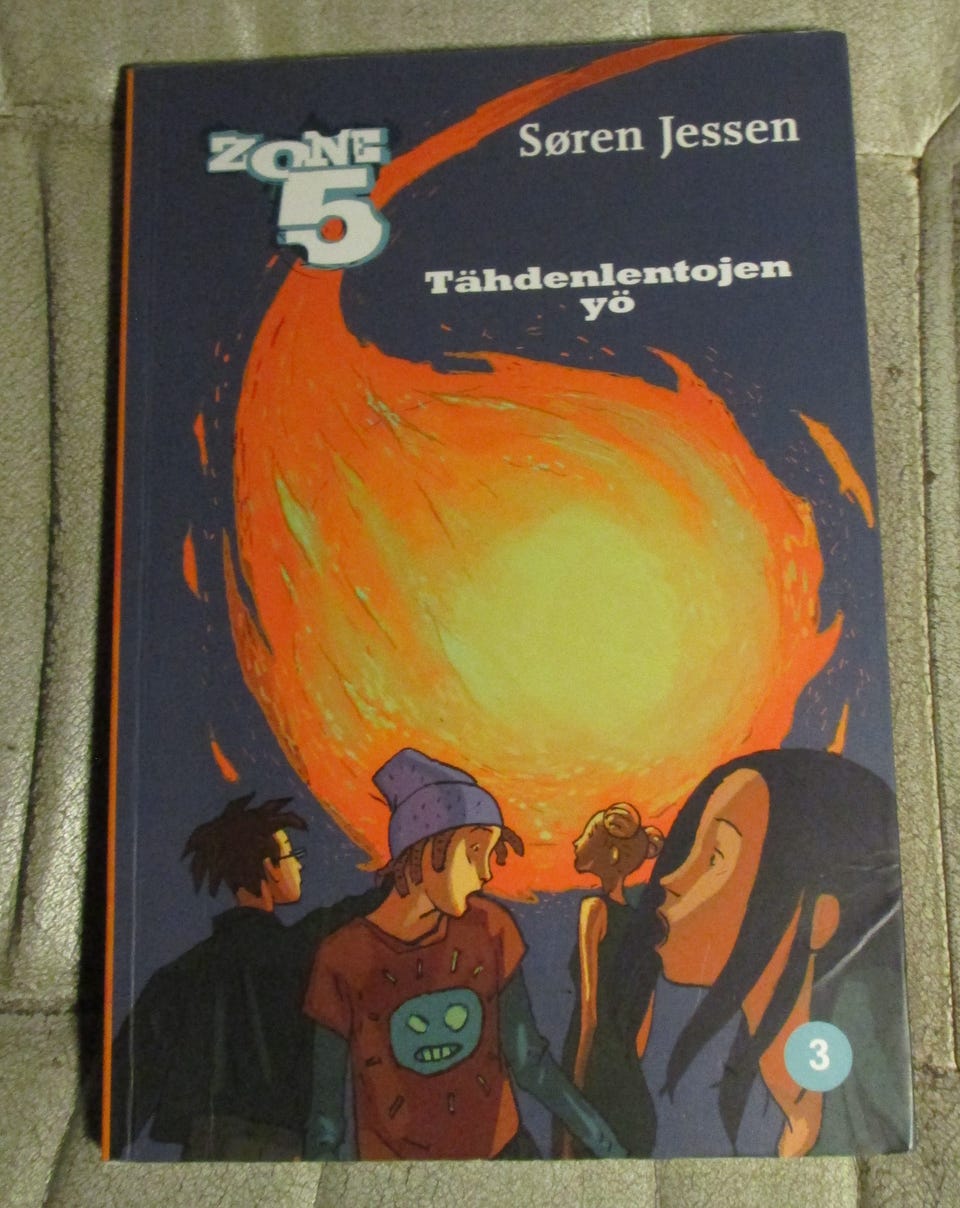 ZONE
5
Søren Jessen
Tähdenlentojen
yö
3